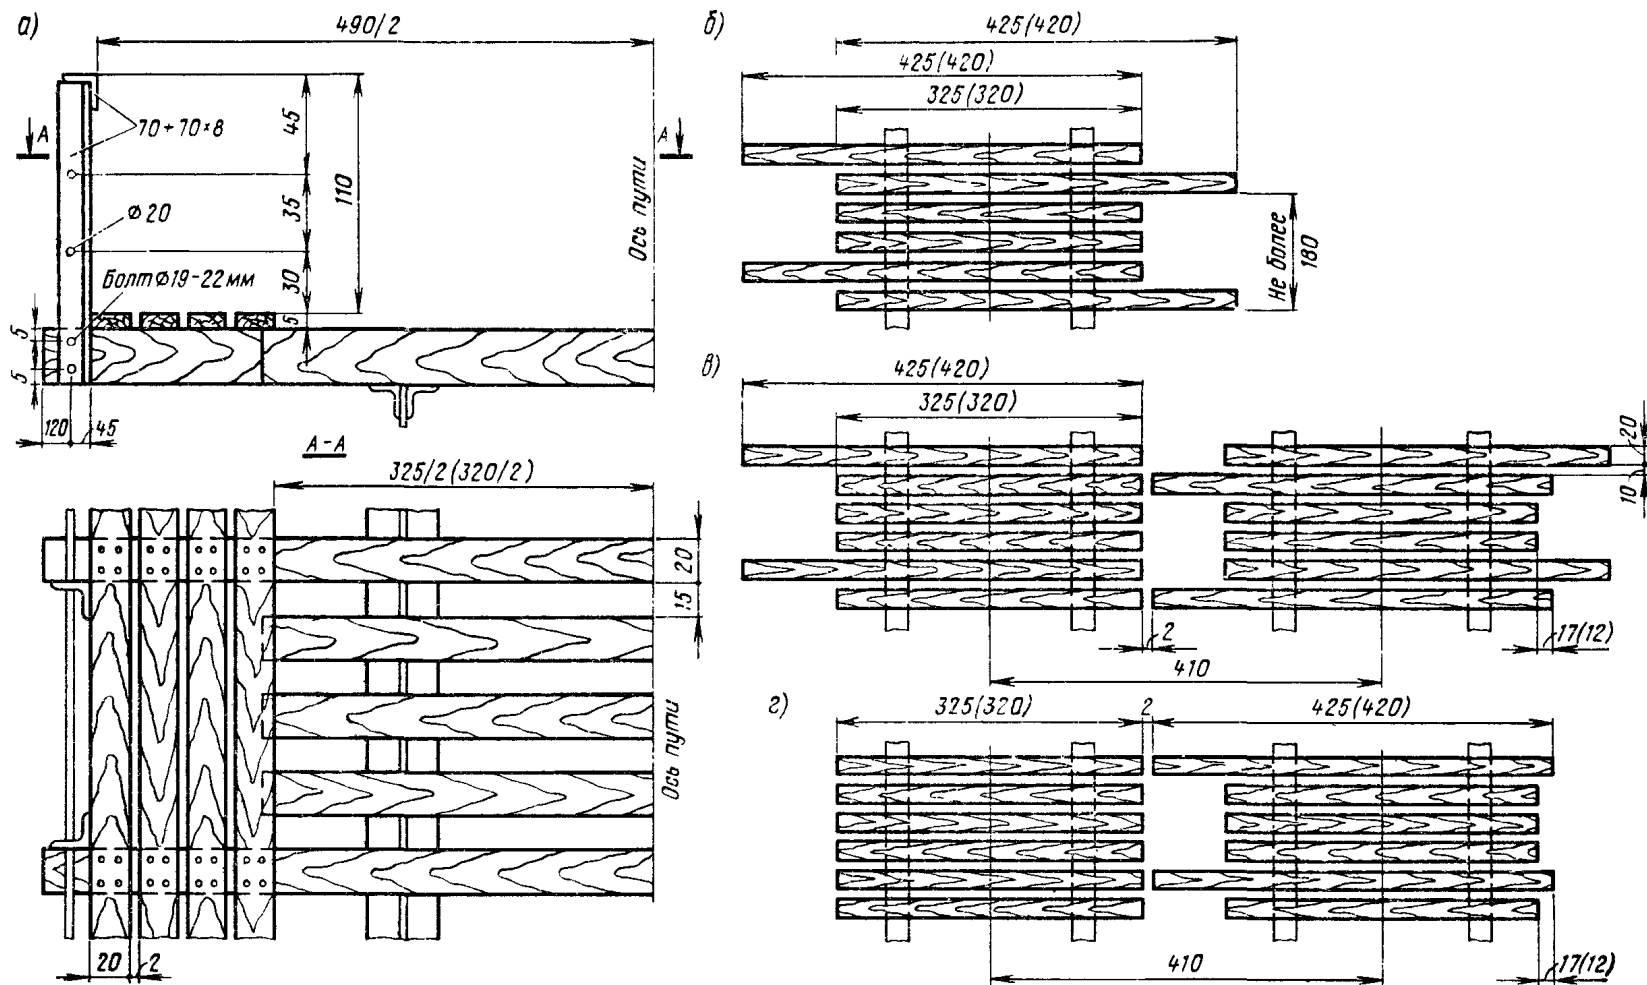 а)
490/2
70÷70×8
А
А
45
35
30
5
110
Ось пути
Ø20
Болт Ø19-22мм
5
5
120
45
А-А
325/2(320/2)
20
15
Ось пути
20
2
б)
425(420)
425(420)
325(320)
Не более
180
в)
425(420)
325(320)
20
10
2
17(12)
410
г)
325(320)
2
425(420)
410
17(12)